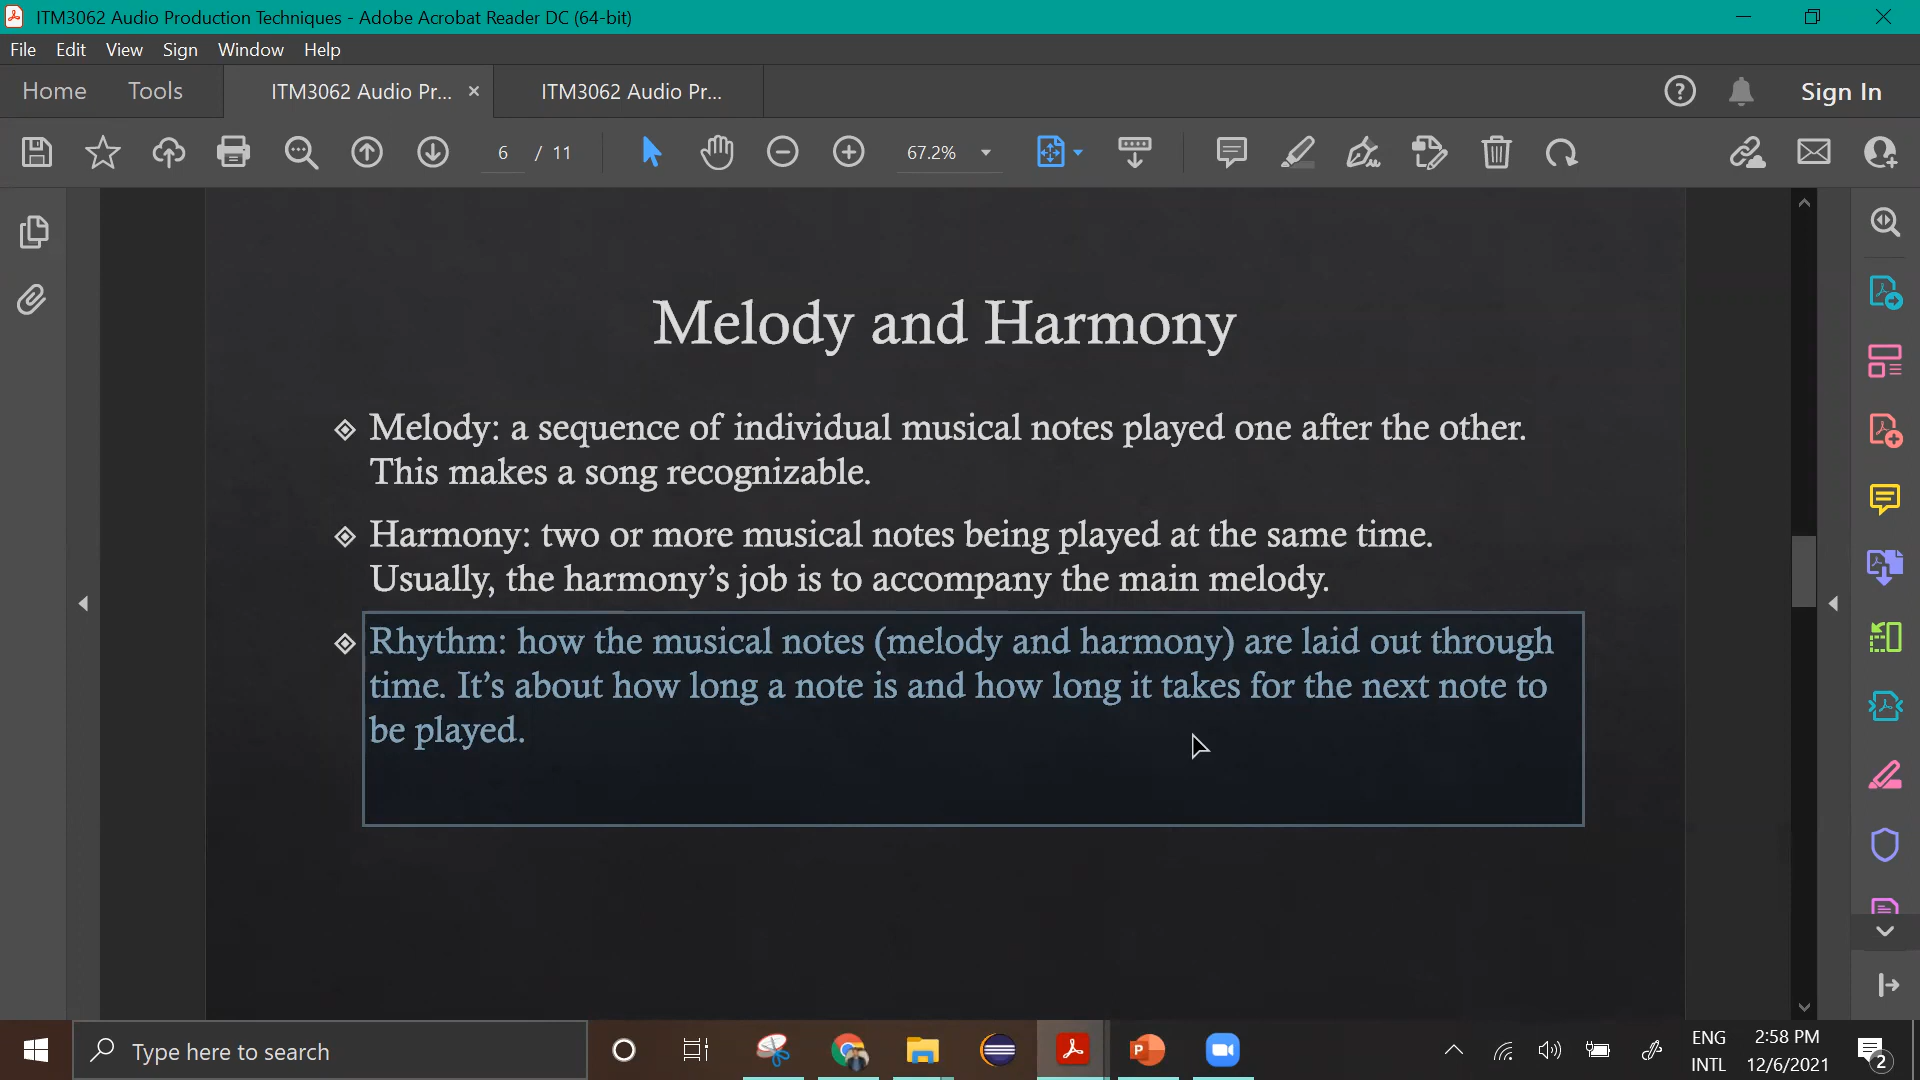 ITM3062 Audio Production Techniques - Adobe Acrobat Reader DC (64-bit)
File Edit View Sign Window Help
Home Tools ITM3062 Audio Pr... × ITM3062 Audio Pr... Sign In
6 / 11 67.2%
Melody and Harmony
Melody: a sequence of individual musical notes played one after the other.
This makes a song recognizable.
Harmony: two or more musical notes being played at the same time.
Usually, the harmony's job is to accompany the main melody.
Rhythm: how the musical notes (melody and harmony) are laid out through
time. It's about how long a note is and how long it takes for the next note to
be played.
Type here to search
ENG 2:58 PM
INTL 12/6/2021 2